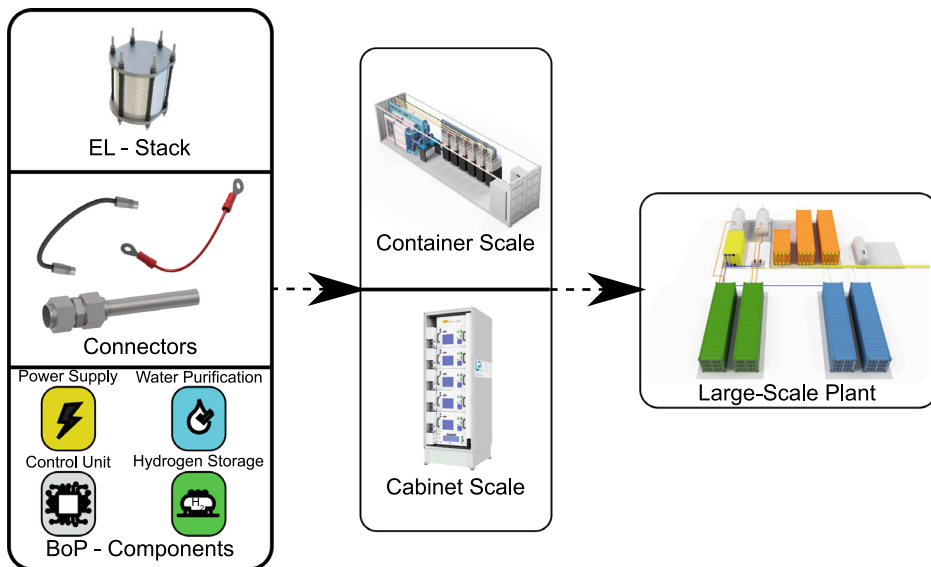 EL - Stack
Connectors
Power Supply
Water Purification
Control Unit
Hydrogen Storage
H2
BoP - Components
Container Scale
Cabinet Scale
Large-Scale Plant